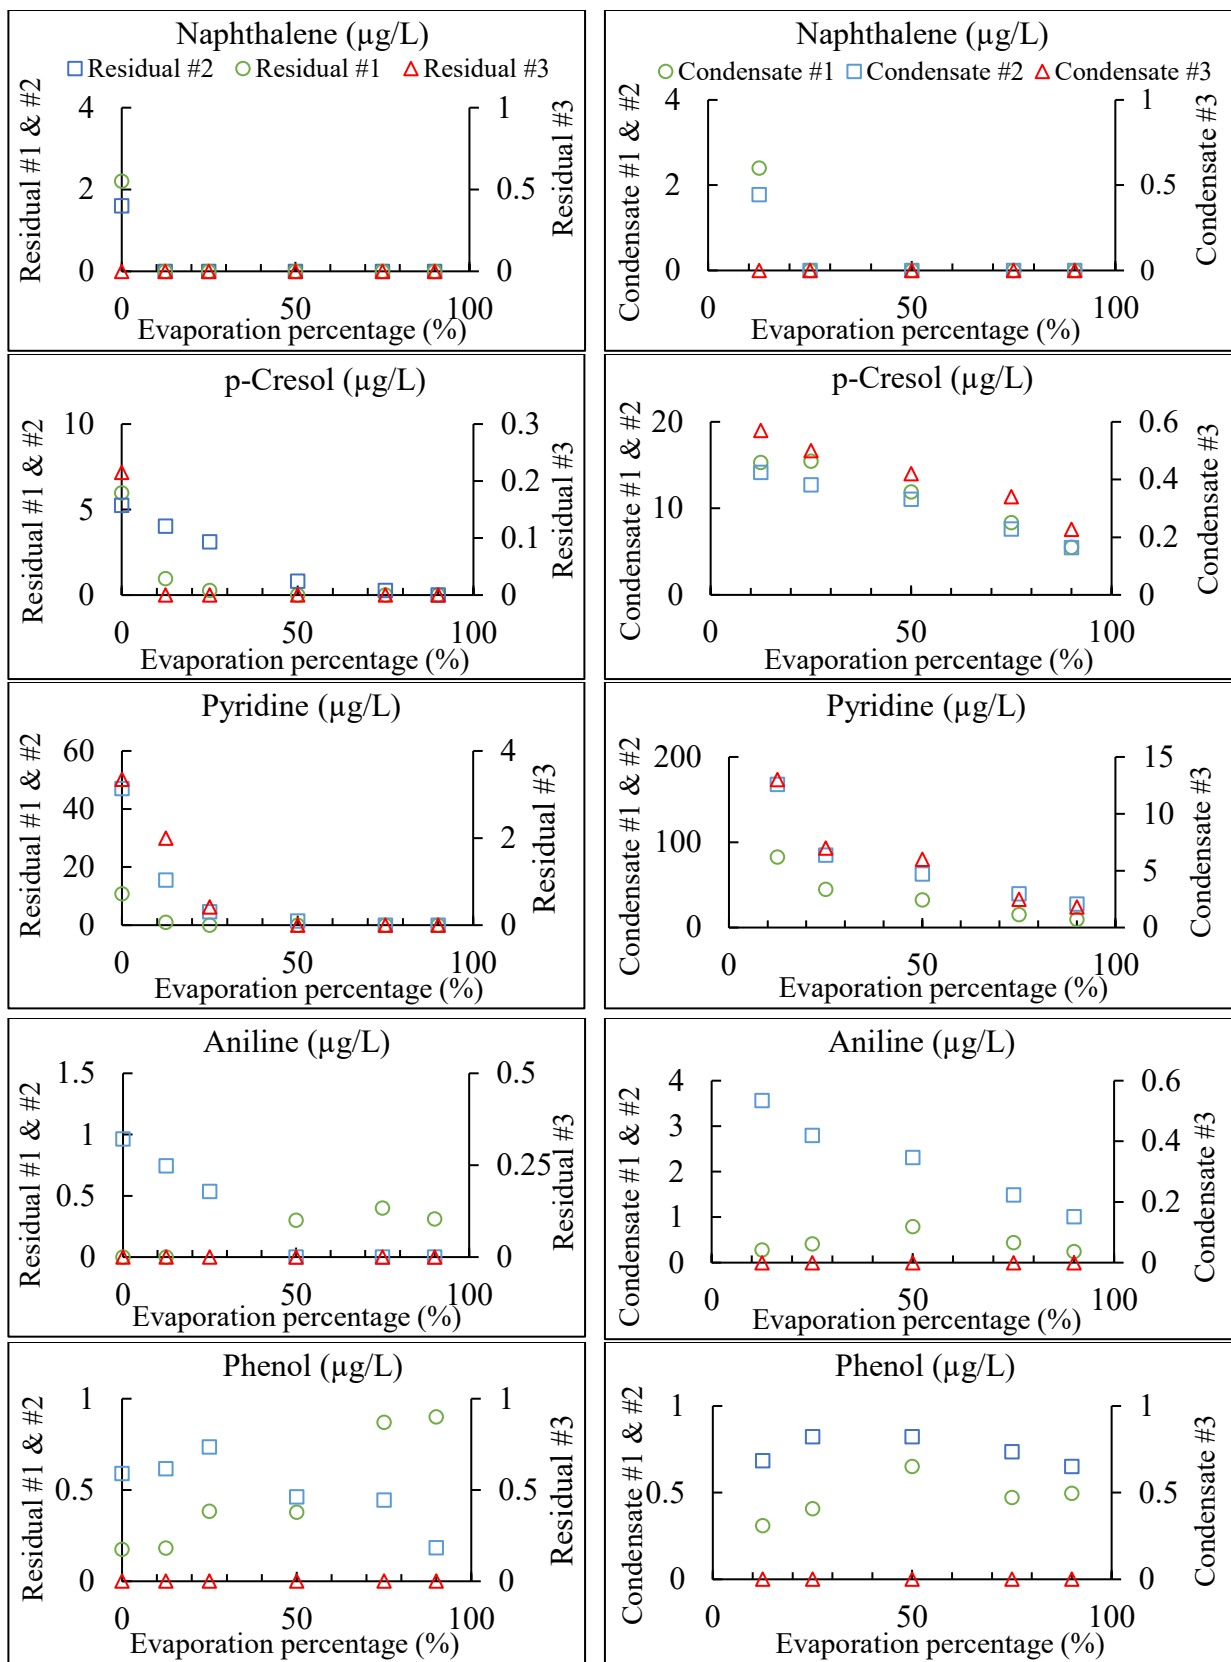 Naphthalene (µg/L)
Residual #2 Residual #1 Residual #3
Residual #1 & #2
4
2
0
1
0.5
0
Residual #3
0 50 100
Evaporation percentage (%)
Naphthalene (µg/L)
Condensate #1 Condensate #2 Condensate #3
Condensate #1 & #2
4
2
0
1
0.5
0
Condensate #3
0 50 100
Evaporation percentage (%)
p-Cresol (µg/L)
Residual #1 & #2
10
5
0
0.3
0.2
0.1
0
Residual #3
0 50 100
Evaporation percentage (%)
p-Cresol (µg/L)
Condensate #1 & #2
20
10
0
0.6
0.4
0.2
0
Condensate #3
0 50 100
Evaporation percentage (%)
Pyridine (µg/L)
Residual #1 & #2
60
40
20
0
4
2
0
Residual #3
0 50 100
Evaporation percentage (%)
Pyridine (µg/L)
Condensate #1 & #2
200
100
0
15
10
5
0
Condensate #3
0 50 100
Evaporation percentage (%)
Aniline (µg/L)
Residual #1 & #2
1.5
1
0.5
0
0.5
0.25
0
Residual #3
0 50 100
Evaporation percentage (%)
Aniline (µg/L)
Condensate #1 & #2
4
3
2
1
0
0.6
0.4
0.2
0
Condensate #3
0 50 100
Evaporation percentage (%)
Phenol (µg/L)
Residual #1 & #2
1
0.5
0
1
0.5
0
Residual #3
0 50 100
Evaporation percentage (%)
Phenol (µg/L)
Condensate #1 & #2
1
0.5
0
1
0.5
0
Condensate #3
0 50 100
Evaporation percentage (%)